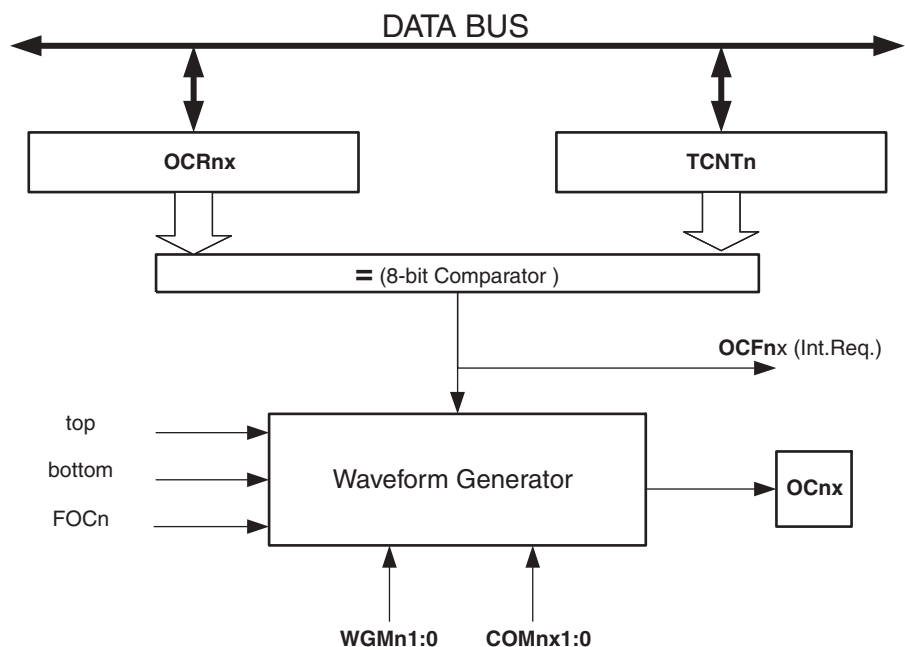 DATA BUS
OCRnx
TCNTn
= (8-bit Comparator )
OCFnx (Int.Req.)
top
bottom
FOCn
Waveform Generator
OCnx
WGMn1:0
COMnx1:0